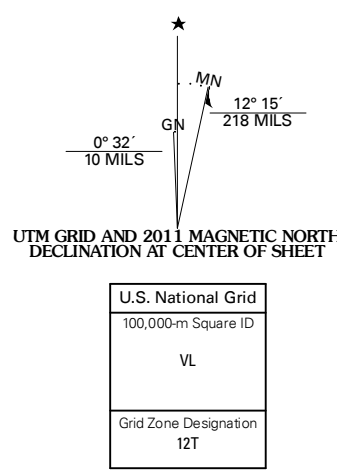 MN
GN
12° 15´
218 MILS
0° 32´
10 MILS
UTM GRID AND 2011 MAGNETIC NORTH
DECLINATION AT CENTER OF SHEET
U.S. National Grid
100,000-m Square ID
VL
Grid Zone Designation
12T